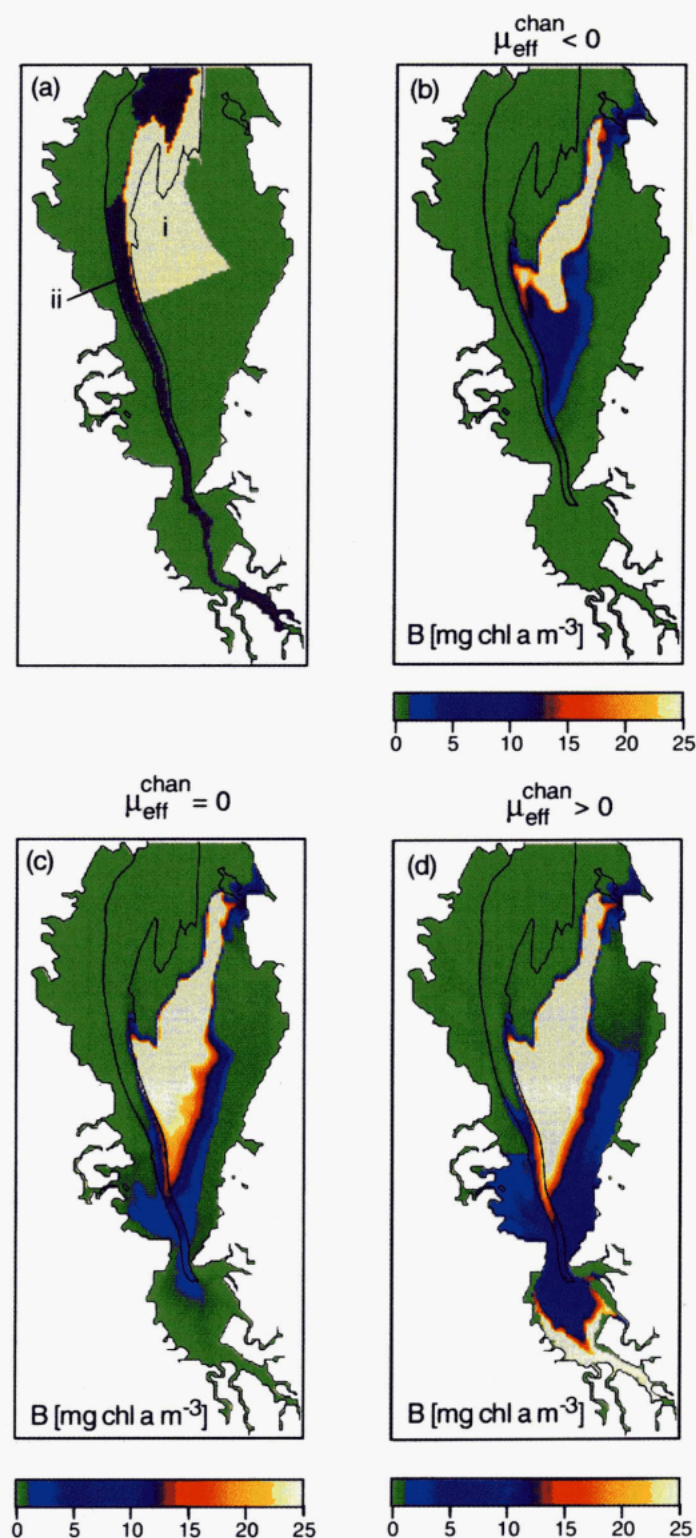 μ_eff^chan < 0
(a)
(b)
i
ii
B [mg chl a m⁻³]
0 5 10 15 20 25
μ_eff^chan = 0
μ_eff^chan > 0
(c)
(d)
B [mg chl a m⁻³]
B [mg chl a m⁻³]
0 5 10 15 20 25
0 5 10 15 20 25